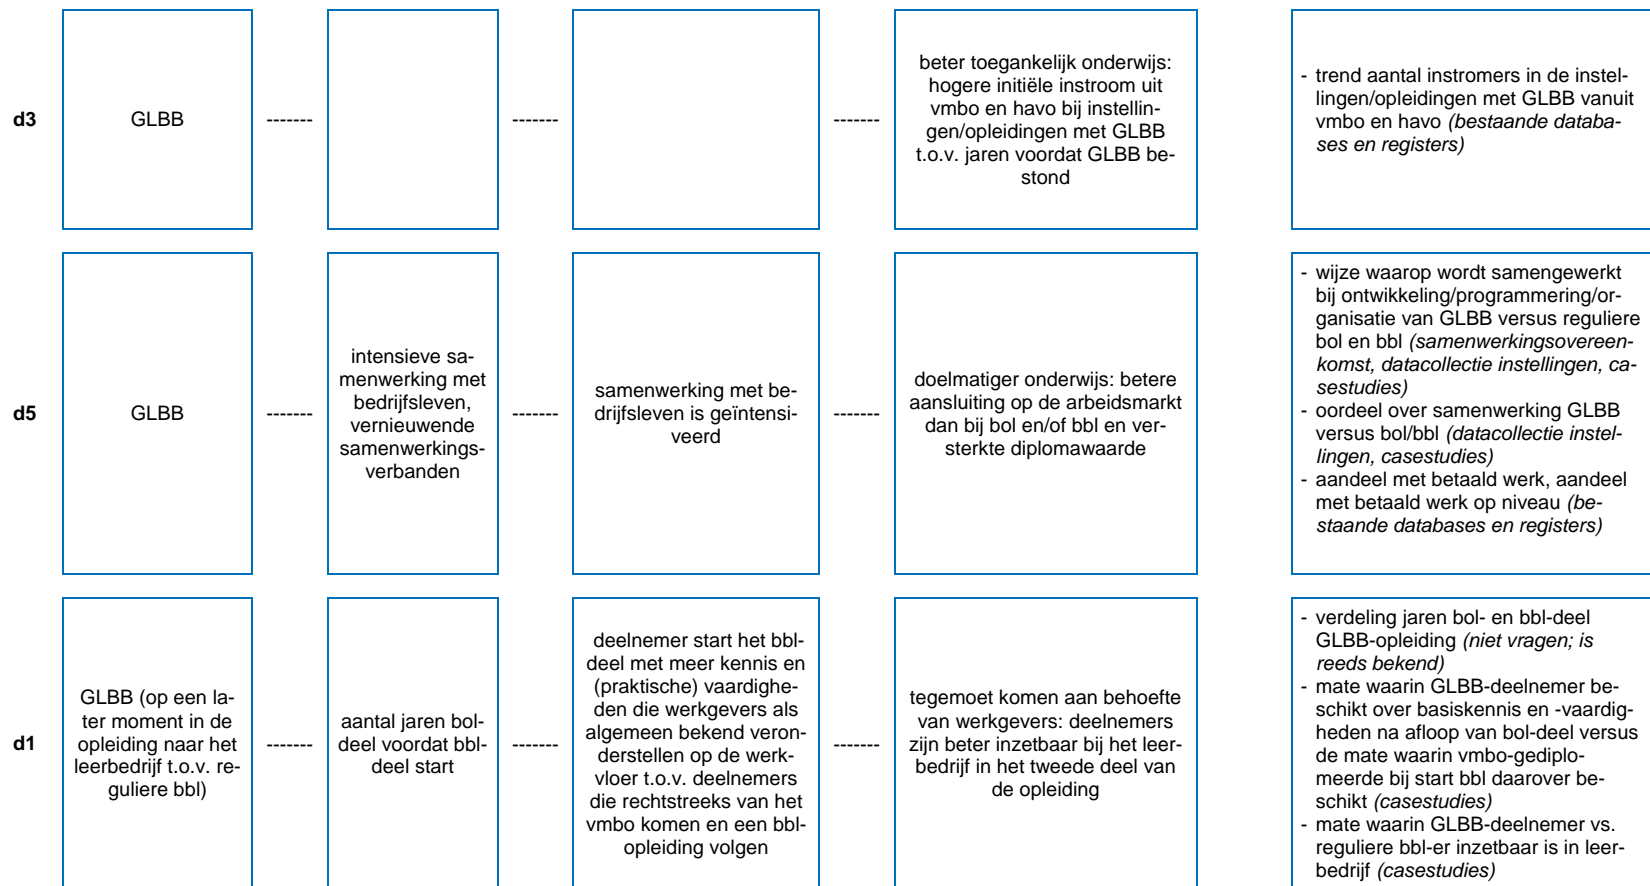 d3
GLBB
-------
-------
-------
beter toegankelijk onderwijs:
hogere initiële instroom uit
vmbo en havo bij instellin-
gen/opleidingen met GLBB
t.o.v. jaren voordat GLBB be-
stond
- trend aantal instromers in de instel-
lingen/opleidingen met GLBB vanuit
vmbo en havo (bestaande databa-
ses en registers)
d5
GLBB
-------
intensieve sa-
menwerking met
bedrijfsleven,
vernieuwende
samenwerkings-
verbanden
-------
samenwerking met be-
drijfsleven is geïntensi-
veerd
-------
doelmatiger onderwijs: betere
aansluiting op de arbeidsmarkt
dan bij bol en/of bbl en ver-
sterkte diplomawaarde
- wijze waarop wordt samengewerkt
bij ontwikkeling/programmering/or-
ganisatie van GLBB versus reguliere
bol en bbl (samenwerkingsovereen-
komst, datacollectie instellingen, ca-
sestudies)
- oordeel over samenwerking GLBB
versus bol/bbl (datacollectie instel-
lingen, casestudies)
- aandeel met betaald werk, aandeel
met betaald werk op niveau (be-
staande databases en registers)
d1
GLBB (op een la-
ter moment in de
opleiding naar het
leerbedrijf t.o.v. re-
guliere bbl)
-------
aantal jaren bol-
deel voordat bbl-
deel start
-------
deelnemer start het bbl-
deel met meer kennis en
(praktische) vaardighe-
den die werkgevers als
algemeen bekend veron-
derstellen op de werk-
vloer t.o.v. deelnemers
die rechtstreeks van het
vmbo komen en een bbl-
opleiding volgen
-------
tegemoet komen aan behoefte
van werkgevers: deelnemers
zijn beter inzetbaar bij het leer-
bedrijf in het tweede deel van
de opleiding
- verdeling jaren bol- en bbl-deel
GLBB-opleiding (niet vragen; is
reeds bekend)
- mate waarin GLBB-deelnemer be-
schikt over basiskennis en -vaardig-
heden na afloop van bol-deel versus
de mate waarin vmbo-gediplo-
meerde bij start bbl daarover be-
schikt (casestudies)
- mate waarin GLBB-deelnemer vs.
reguliere bbl-er inzetbaar is in leer-
bedrijf (casestudies)